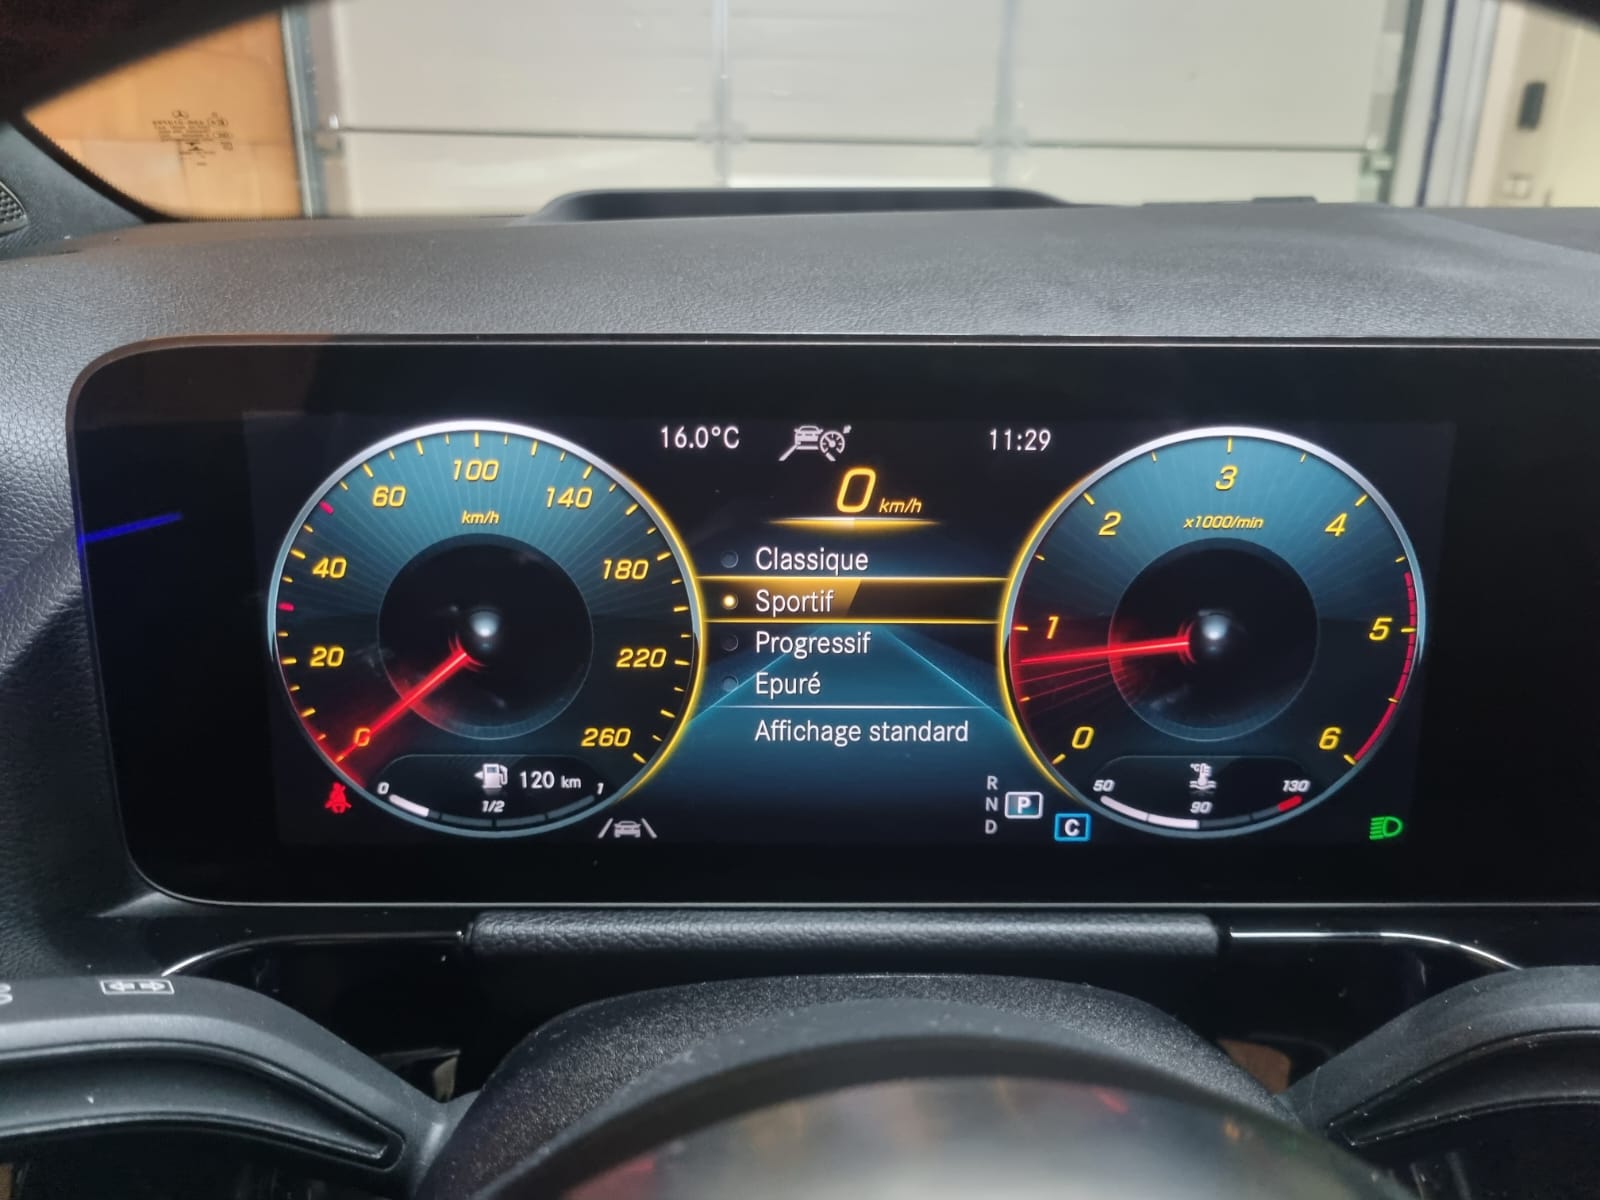 16.0°C
11:29
0 km/h
Classique
Sportif
Progressif
Epuré
Affichage standard
0
20
40
60
100
140
180
220
260
km/h
120 km
0
1/2
1
0
1
2
3
4
5
6
x1000/min
°C
50
90
130
R
N
D
P
C